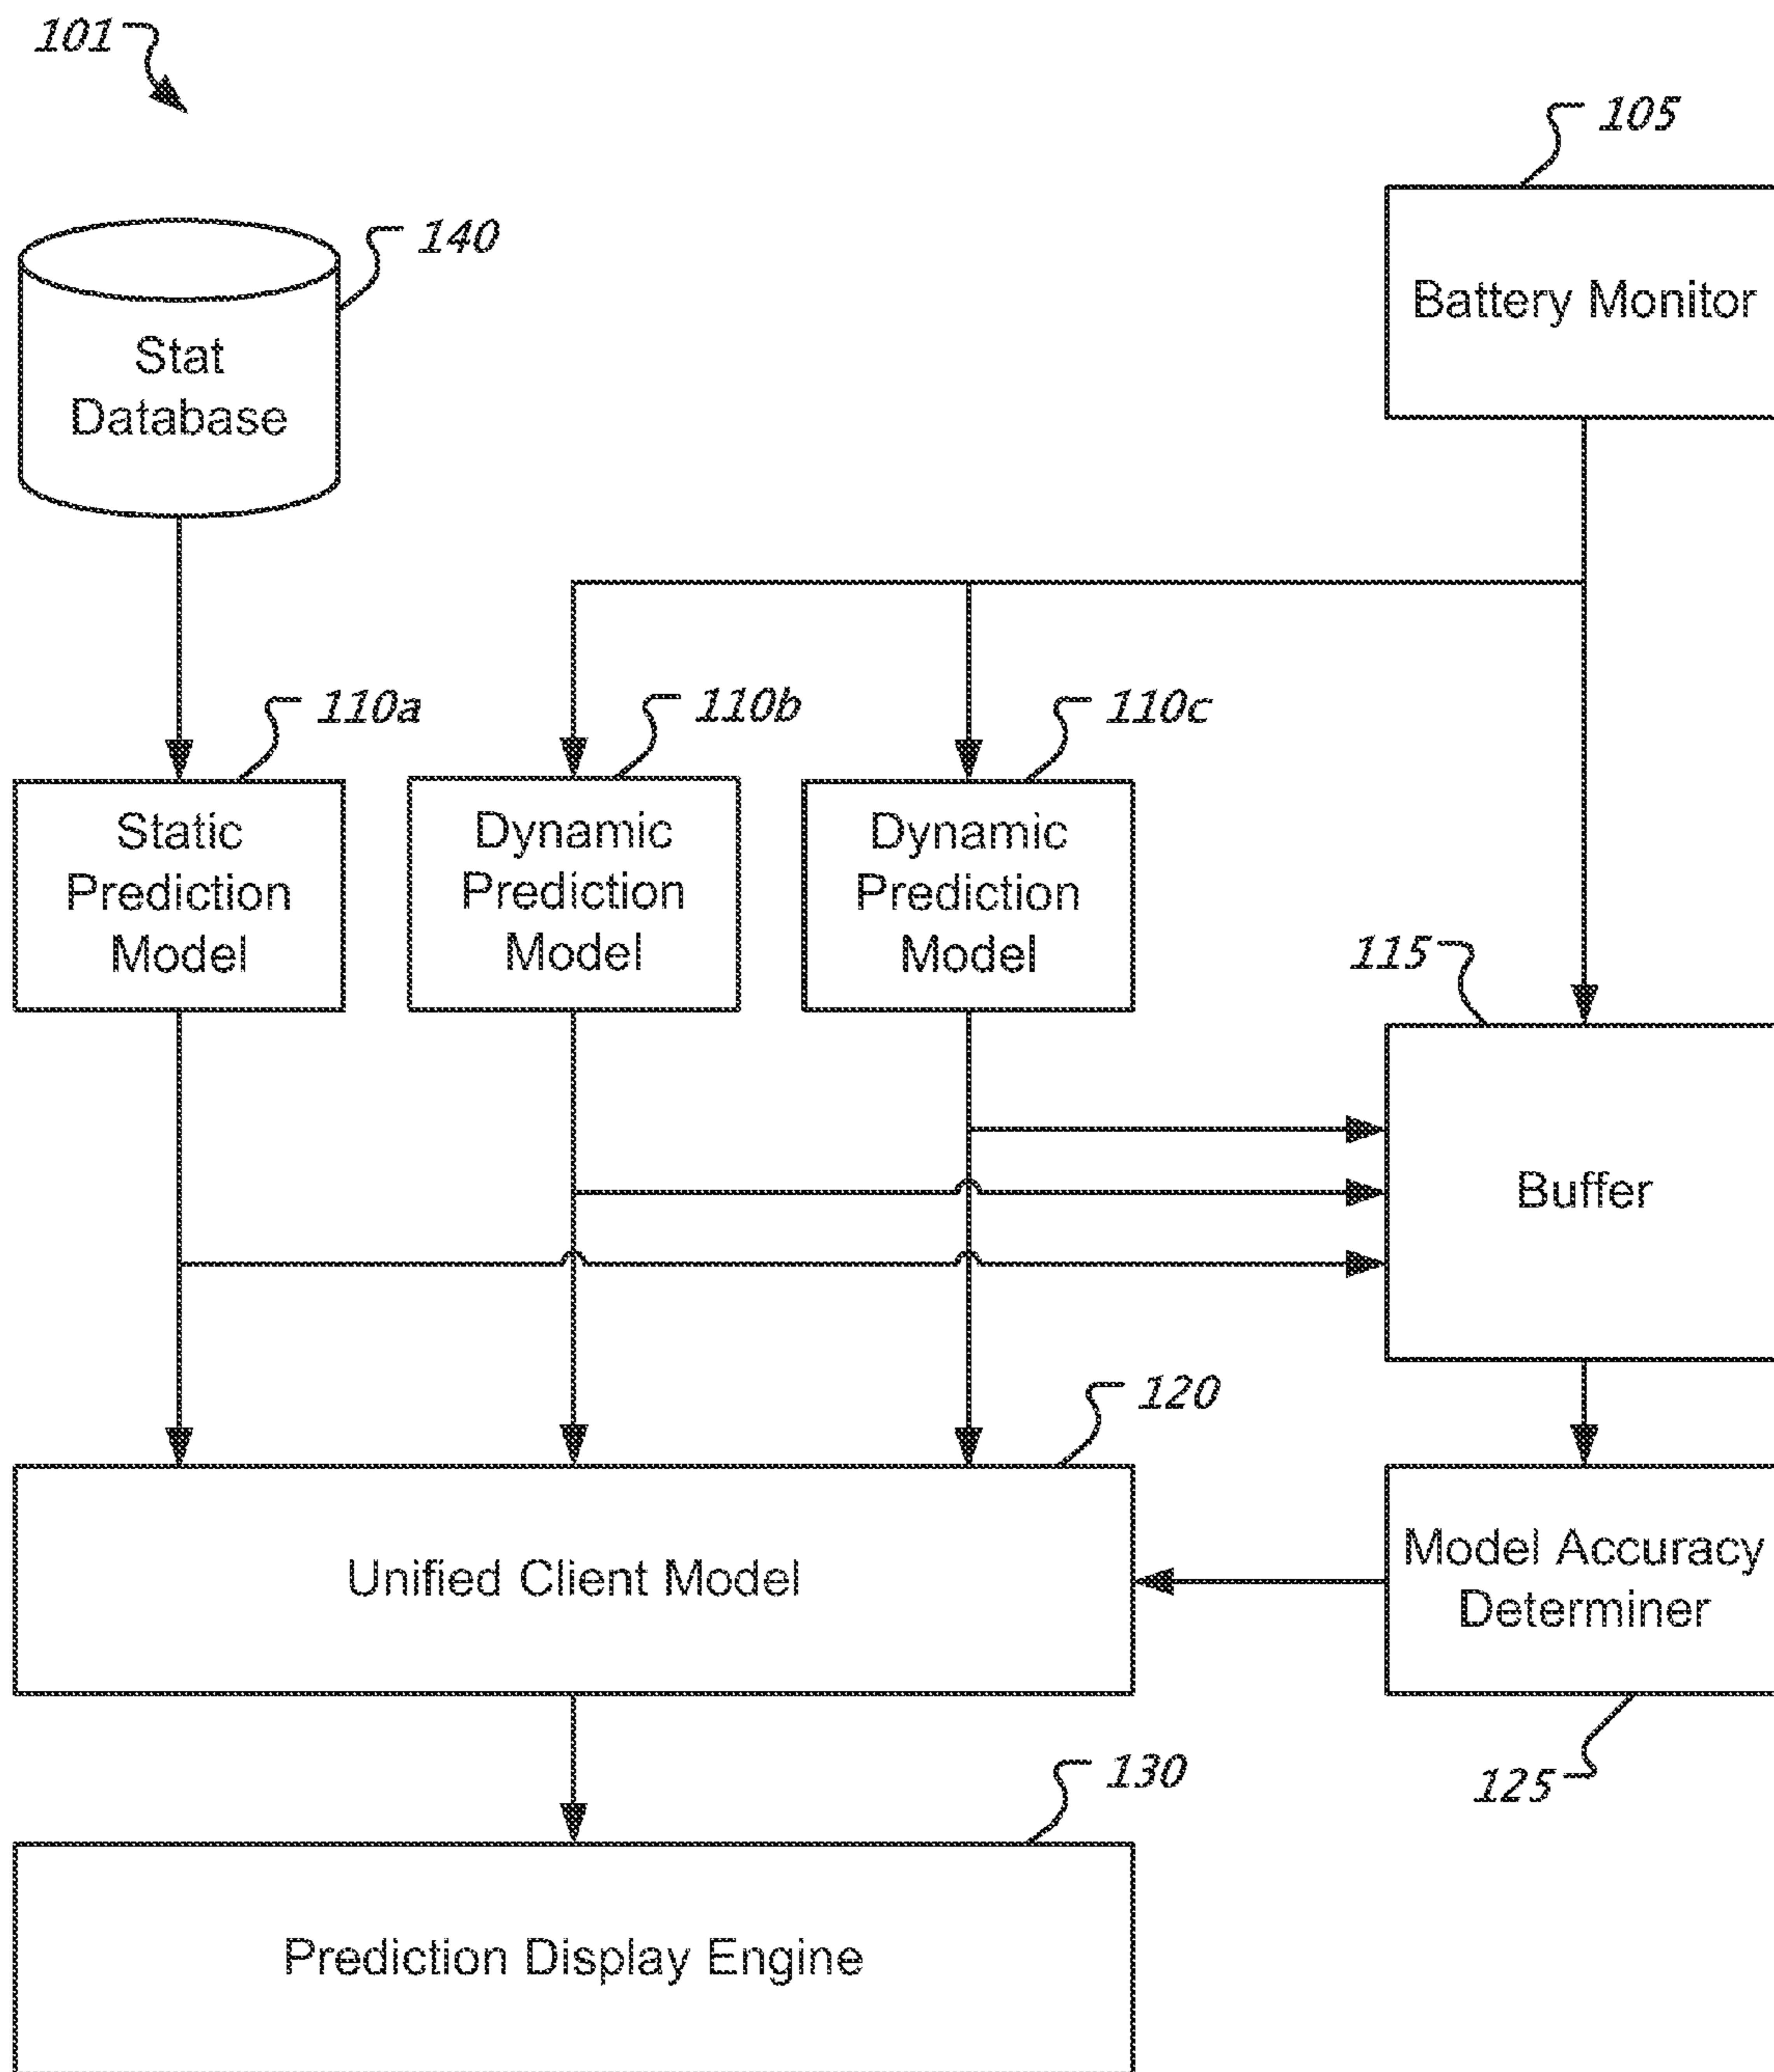 101
105
140
Battery Monitor
Stat
Database
110a
110b
110c
Static
Prediction
Model
Dynamic
Prediction
Model
Dynamic
Prediction
Model
115
Buffer
120
Unified Client Model
Model Accuracy
Determiner
125
130
Prediction Display Engine